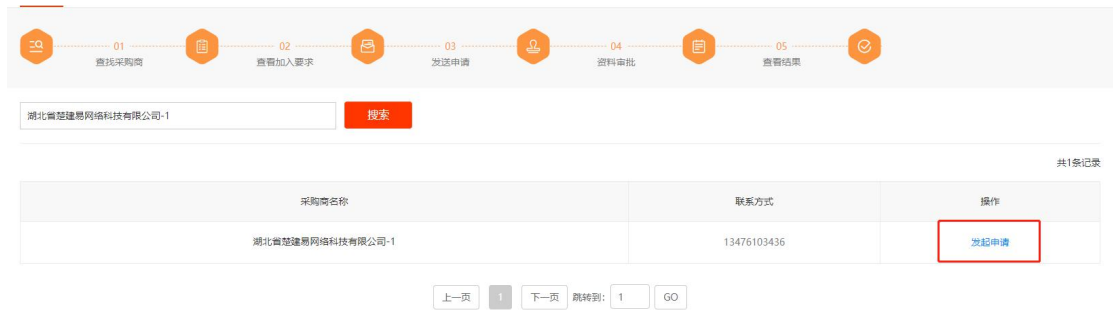 01 02 03 04 05
查找采购商 查看加入要求 发送申请 资料审批 查看结果
湖北省楚建易网络科技有限公司-1 搜索
共1条记录
采购商名称 联系方式 操作
湖北省楚建易网络科技有限公司-1 13476103436 发起申请
上一页 1 下一页 跳转到: 1 GO